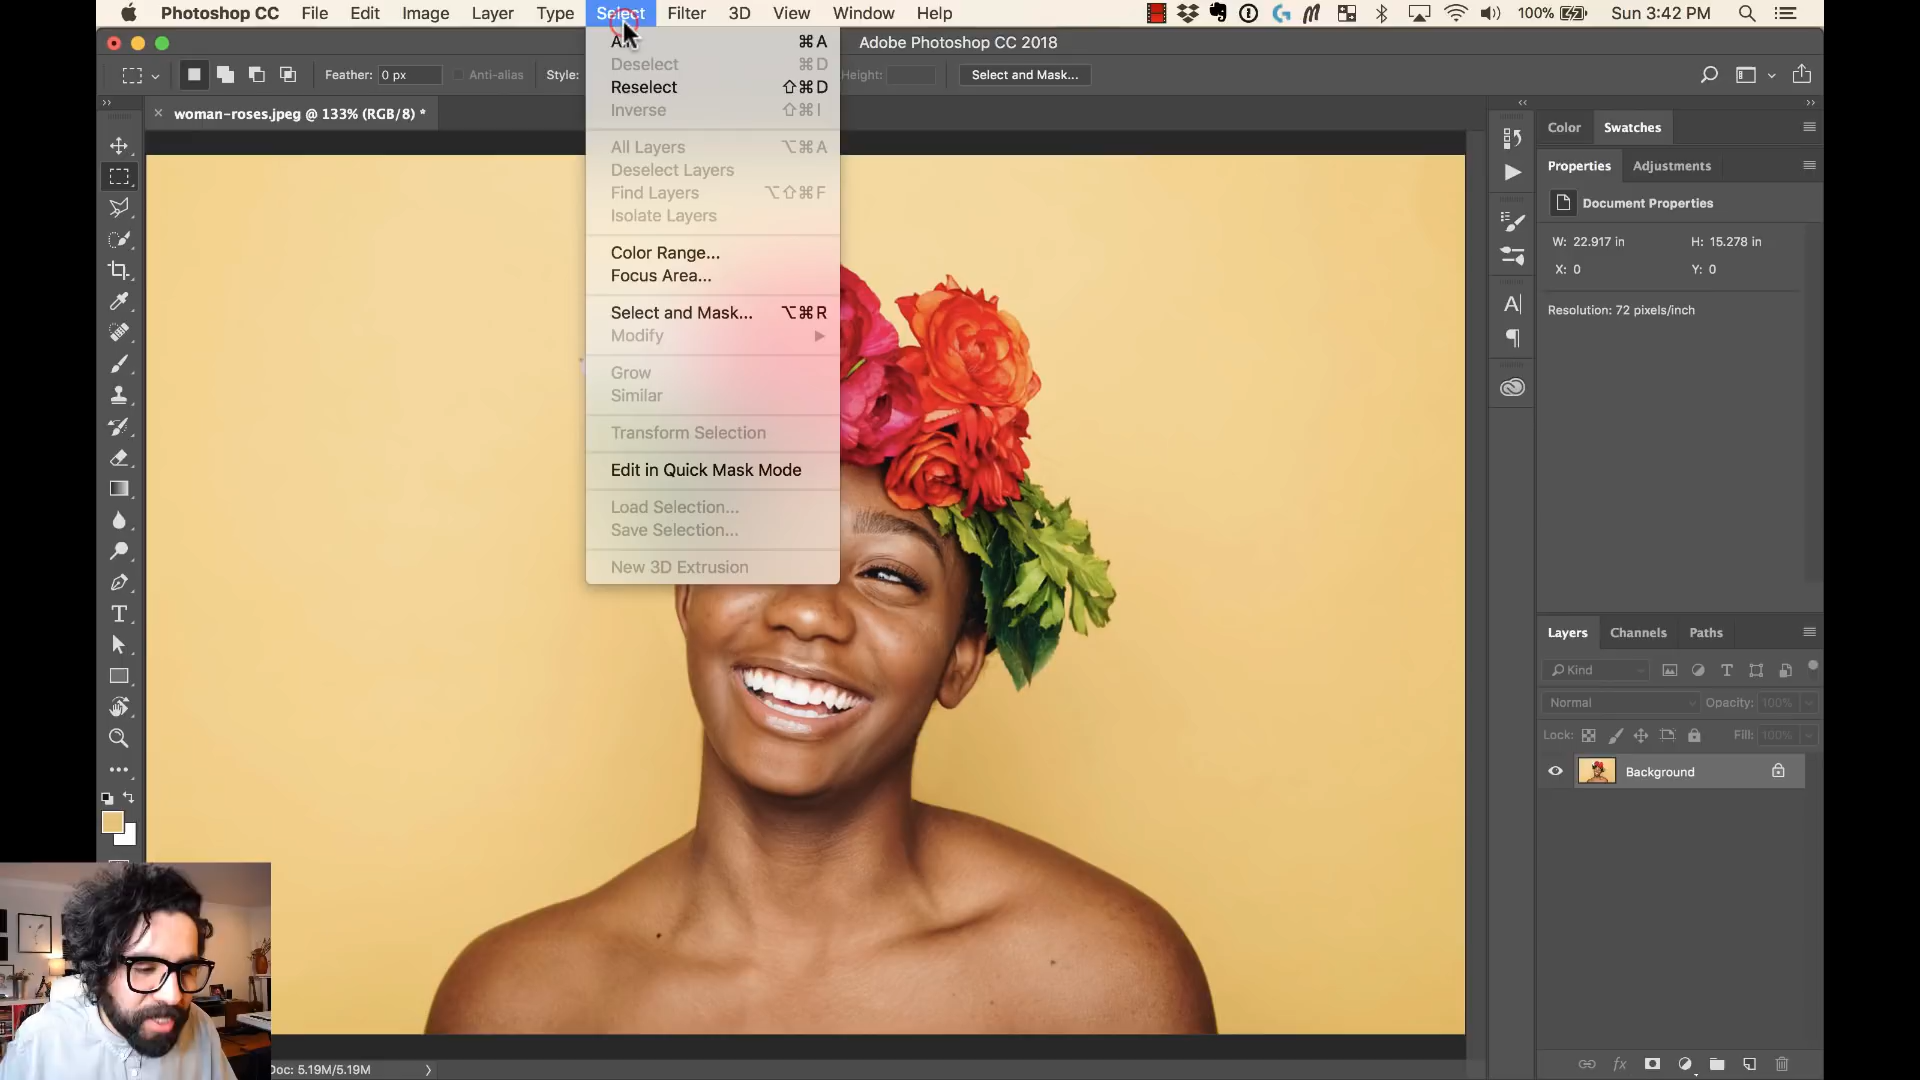 Photoshop CC File Edit Image Layer Type Select Filter 3D View Window Help 100% Sun 3:42 PM
Adobe Photoshop CC 2018
Feather: 0 px Anti-alias Style: Height: Select and Mask...
× woman-roses.jpeg @ 133% (RGB/8) *
All ⌘A
Deselect ⌘D
Reselect ⇧⌘D
Inverse ⇧⌘I
All Layers ⌥⌘A
Deselect Layers
Find Layers ⌥⇧⌘F
Isolate Layers
Color Range...
Focus Area...
Select and Mask... ⌥⌘R
Modify
Grow
Similar
Transform Selection
Edit in Quick Mask Mode
Load Selection...
Save Selection...
New 3D Extrusion
Color Swatches
Properties Adjustments
Document Properties
W: 22.917 in H: 15.278 in
X: 0 Y: 0
Resolution: 72 pixels/inch
Layers Channels Paths
Kind
Normal Opacity: 100%
Lock: Fill: 100%
Background
fx
Doc: 5.19M/5.19M